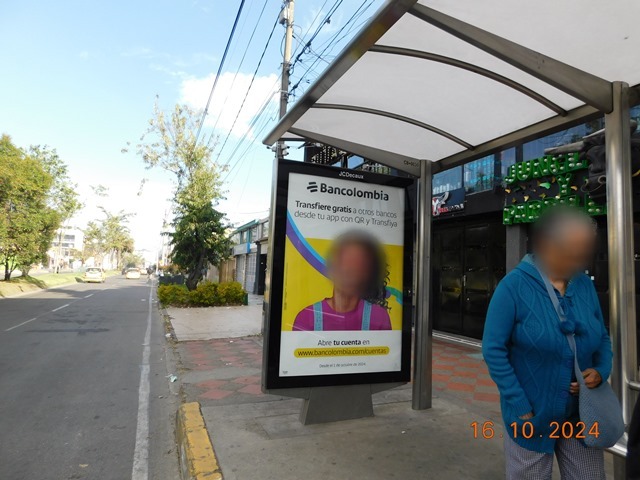 JCDecaux
Bancolombia
Transfiere gratis a otros bancos
desde tu app con QR y Transfiya
Abre tu cuenta en
www.bancolombia.com/cuentas
16 10 2024